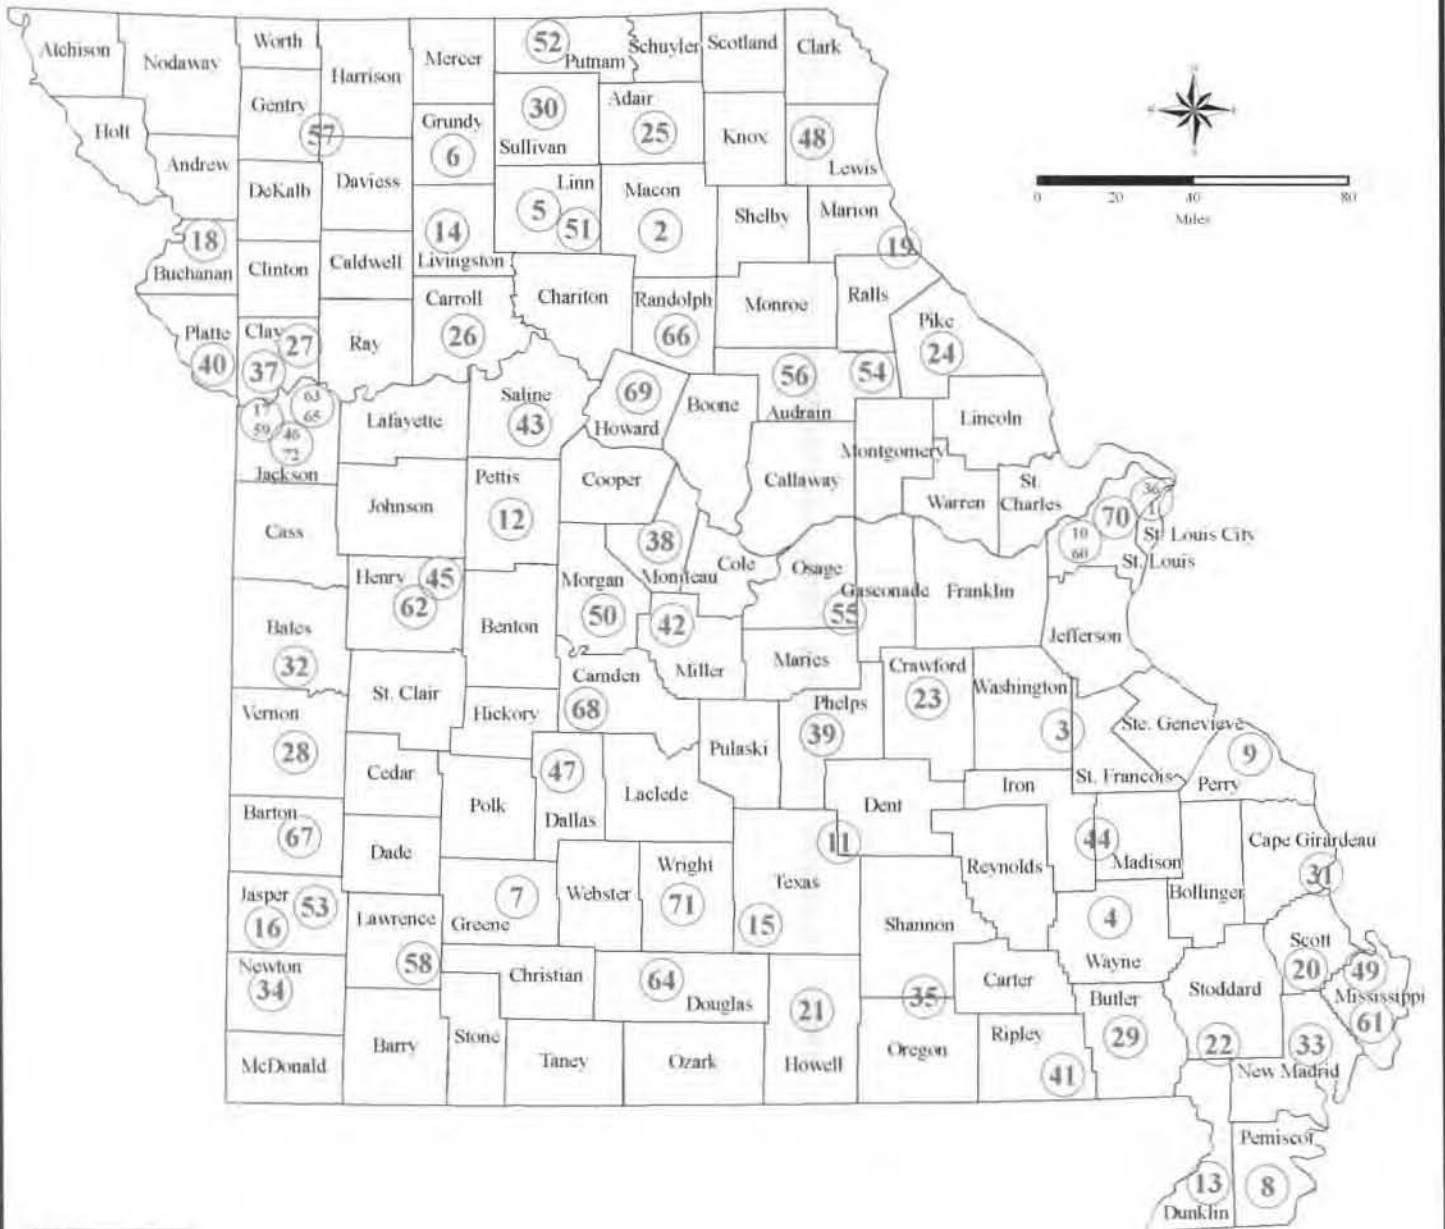 Atchison
Nodaway
Worth
Harrison
Mercer
52
Putnam
Schuyler
Scotland
Clark
Holt
Andrew
Gentry
57
DeKalb
Daviess
Grundy
6
30
Sullivan
Adair
25
Knox
48
Lewis
18
Buchanan
Clinton
Caldwell
14
Livingston
Linn
5
51
Macon
2
Shelby
Marion
19
Platte
40
Clay
27
37
Ray
Carroll
26
Chariton
Randolph
66
Monroe
Ralls
Pike
24
17
59
63
65
46
72
Jackson
Lafayette
Saline
43
69
Howard
Boone
56
Audrain
54
Lincoln
Montgomery
Cass
Johnson
Pettis
12
Cooper
38
Moniteau
Cole
Callaway
Warren
St.
Charles
36
1
70
10
60
St. Louis City
St. Louis
Bates
32
Henry
45
62
Benton
Morgan
50
42
Miller
Osage
Gasconade
55
Maries
Franklin
Jefferson
Vernon
28
St. Clair
Hickory
Camden
68
Pulaski
Phelps
39
Crawford
23
Washington
3
Ste. Genevieve
St. Francois
9
Perry
Barton
67
Cedar
Dade
Polk
47
Dallas
Laclede
11
Texas
15
Dent
Iron
Reynolds
44
Madison
Bollinger
Cape Girardeau
31
Jasper
53
16
Lawrence
58
7
Greene
Webster
Wright
71
Shannon
4
Wayne
Scott
20
49
Mississippi
61
Newton
34
Christian
64
Douglas
21
Howell
35
Oregon
Carter
Ripley
41
Butler
29
Stoddard
22
33
New Madrid
McDonald
Barry
Stone
Taney
Ozark
Pemiscot
8
13
Dunklin
N
W
E
S
0 40 80
Miles